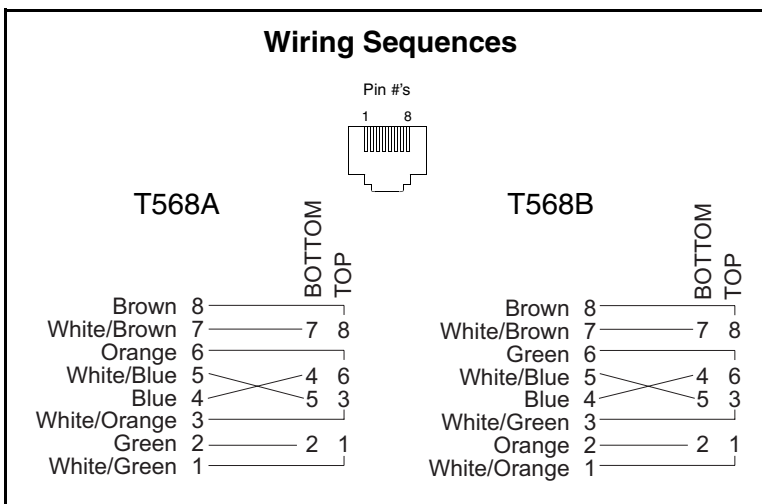 Wiring Sequences
Pin #'s
1 8
T568A
BOTTOM
TOP
Brown 8
White/Brown 7 7 8
Orange 6
White/Blue 5 4 6
Blue 4 5 3
White/Orange 3
Green 2 2 1
White/Green 1
T568B
BOTTOM
TOP
Brown 8
White/Brown 7 7 8
Green 6
White/Blue 5 4 6
Blue 4 5 3
White/Green 3
Orange 2 2 1
White/Orange 1